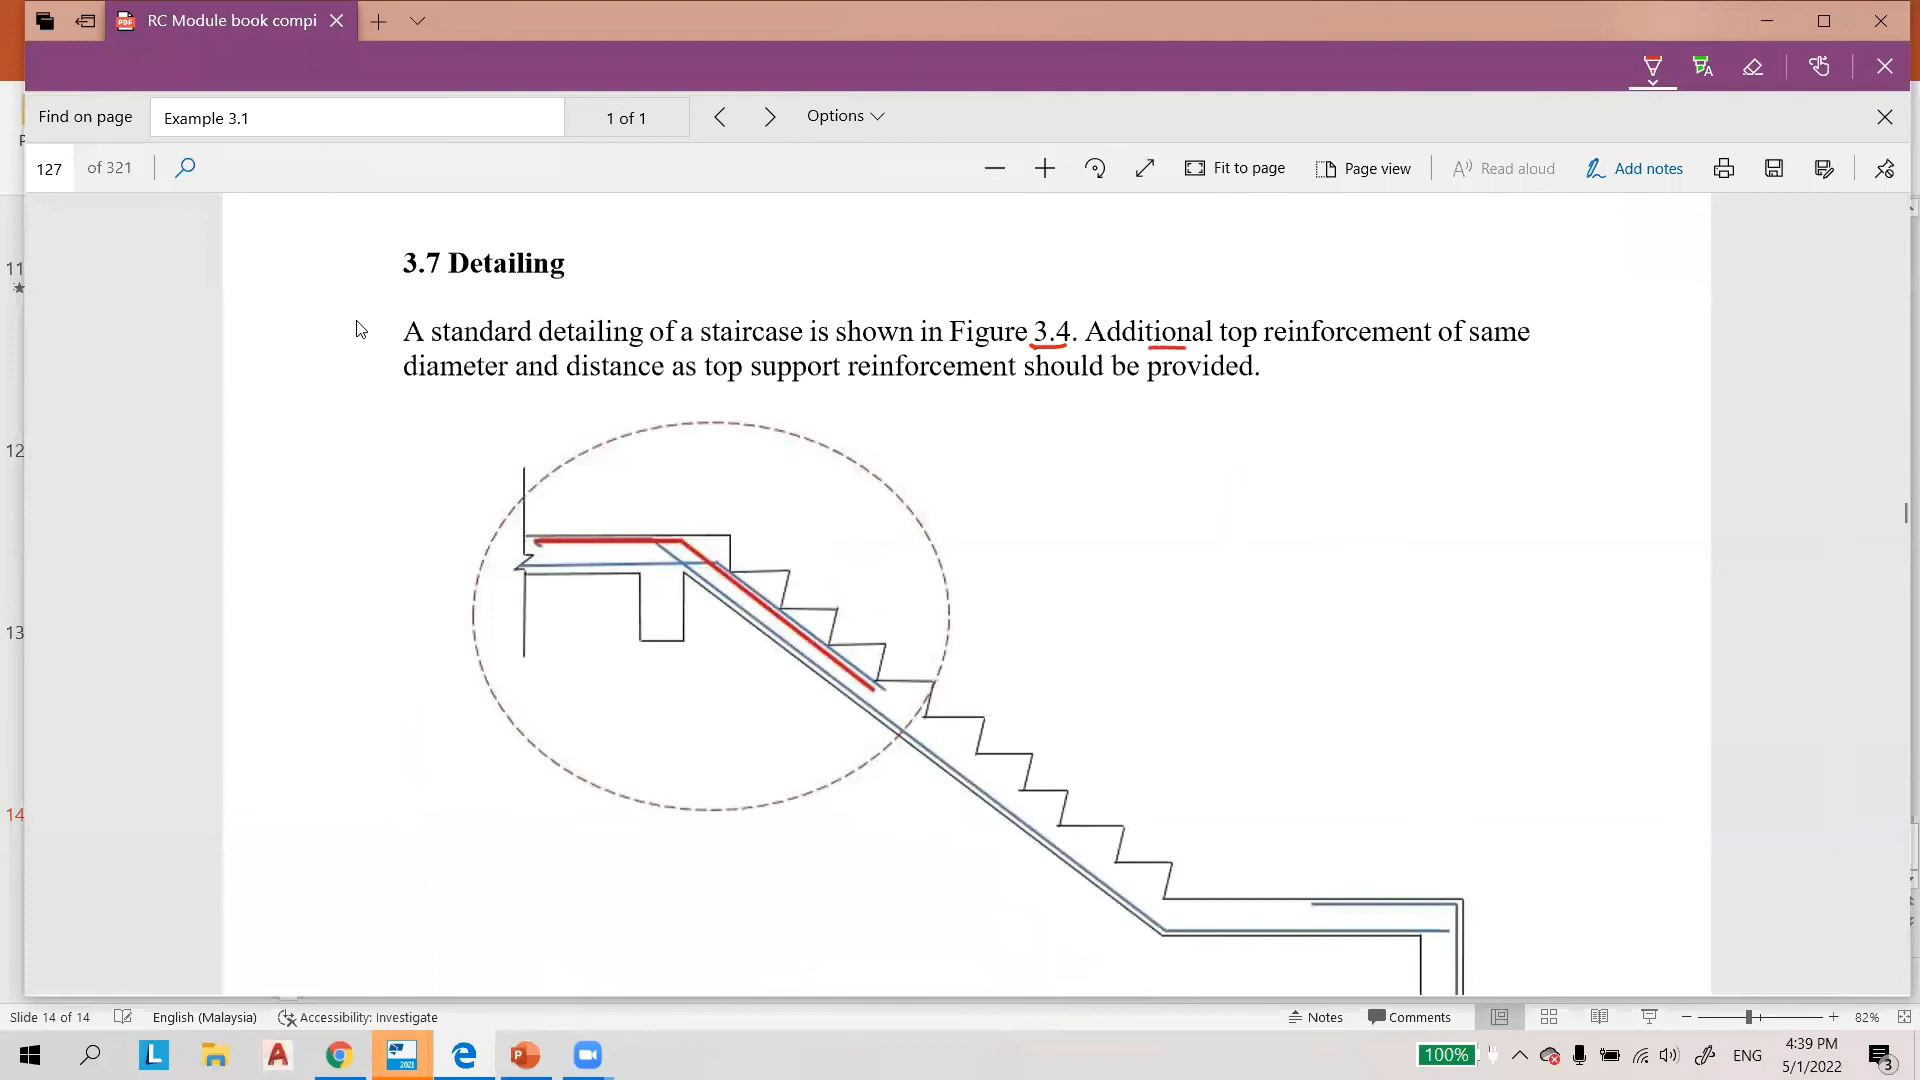 RC Module book compi
Find on page
Example 3.1
1 of 1
Options
127
of 321
Fit to page
Page view
Read aloud
Add notes
3.7 Detailing
A standard detailing of a staircase is shown in Figure 3.4. Additional top reinforcement of same
diameter and distance as top support reinforcement should be provided.
11
12
13
14
Slide 14 of 14
English (Malaysia)
Accessibility: Investigate
Notes
Comments
82%
100%
ENG
4:39 PM
5/1/2022
3